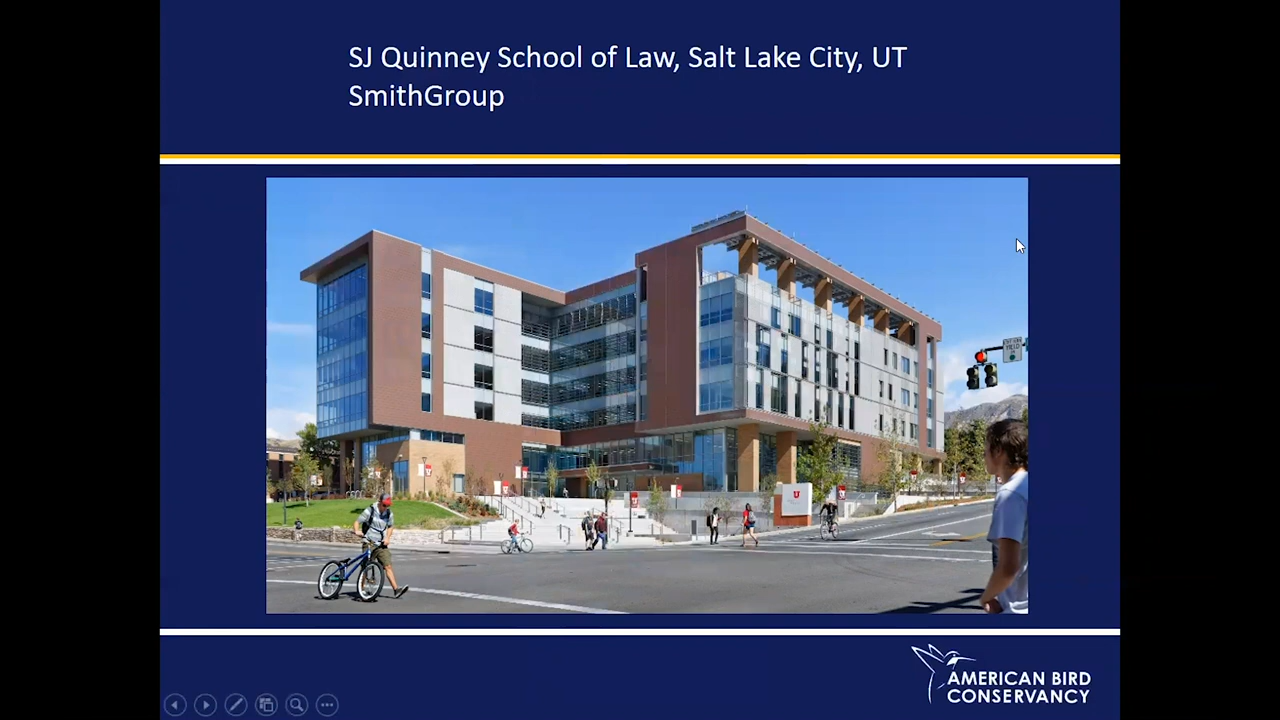 SJ Quinney School of Law, Salt Lake City, UT
SmithGroup
AMERICAN BIRD
CONSERVANCY